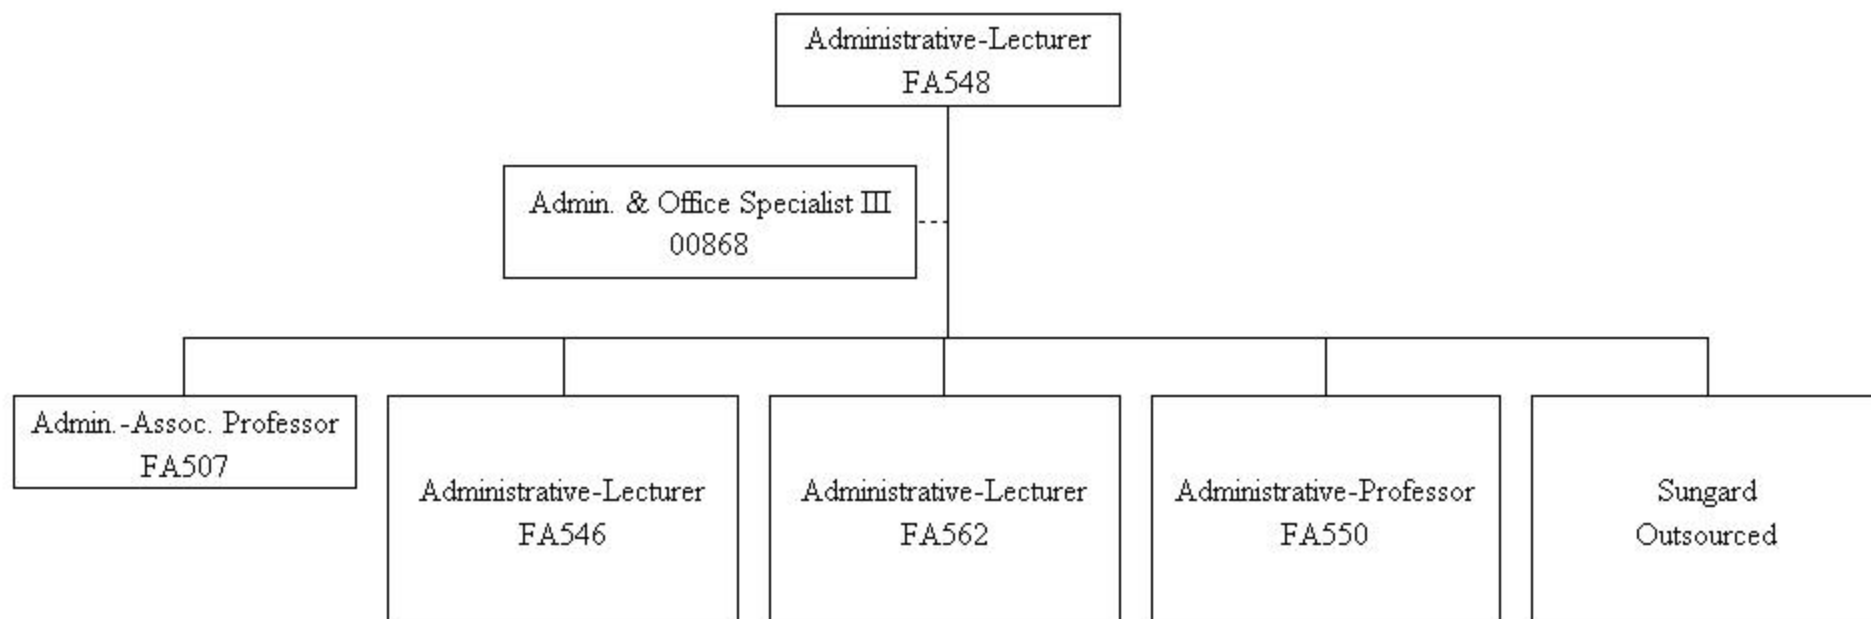 Administrative-Lecturer
FA548
Admin. & Office Specialist III
00868
Admin.-Assoc. Professor
FA507
Administrative-Lecturer
FA546
Administrative-Lecturer
FA562
Administrative-Professor
FA550
Sungard
Outsourced